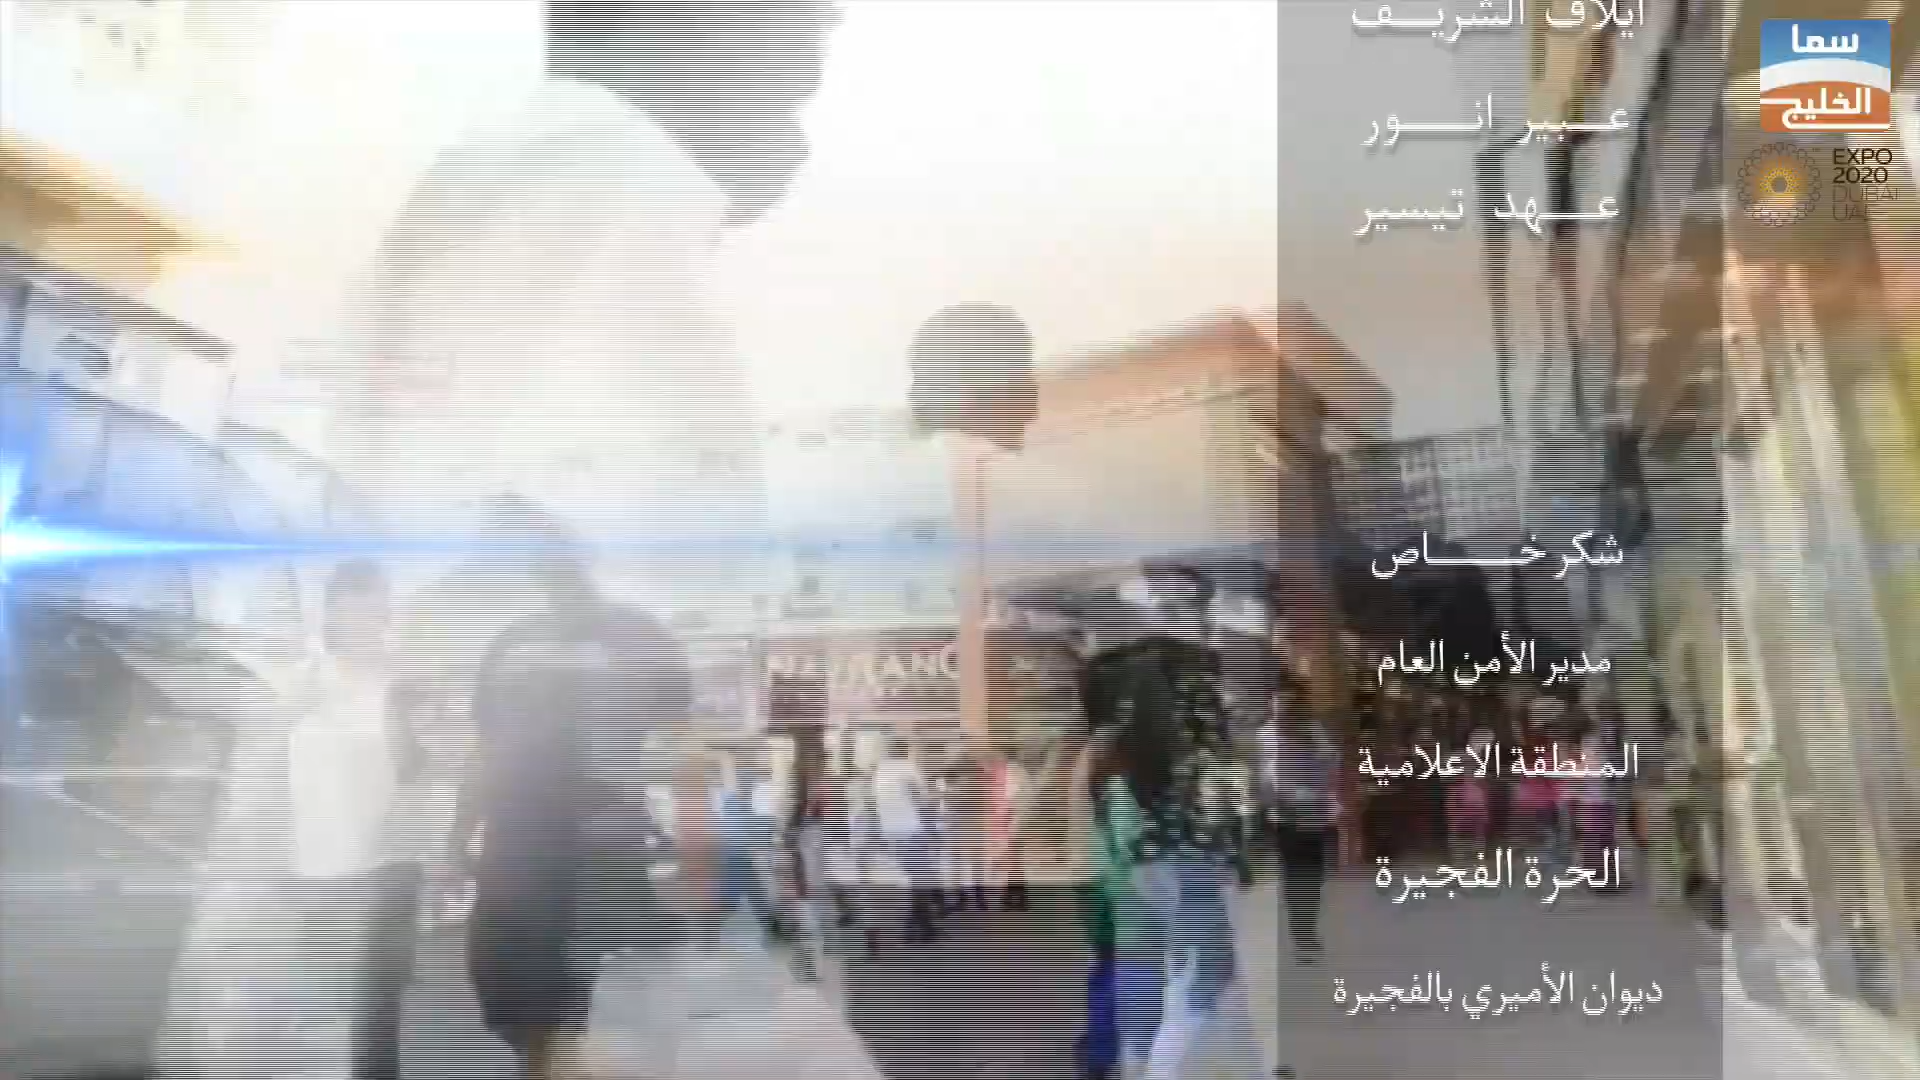 ايلاف الشريف
سما
الخليج
عبير انور
EXPO
2020
DUBAI
UAE
عهد تيسير
شكر خاص
مدير الأمن العام
المنطقة الاعلامية
الحرة الفجيرة
ديوان الأميري بالفجيرة